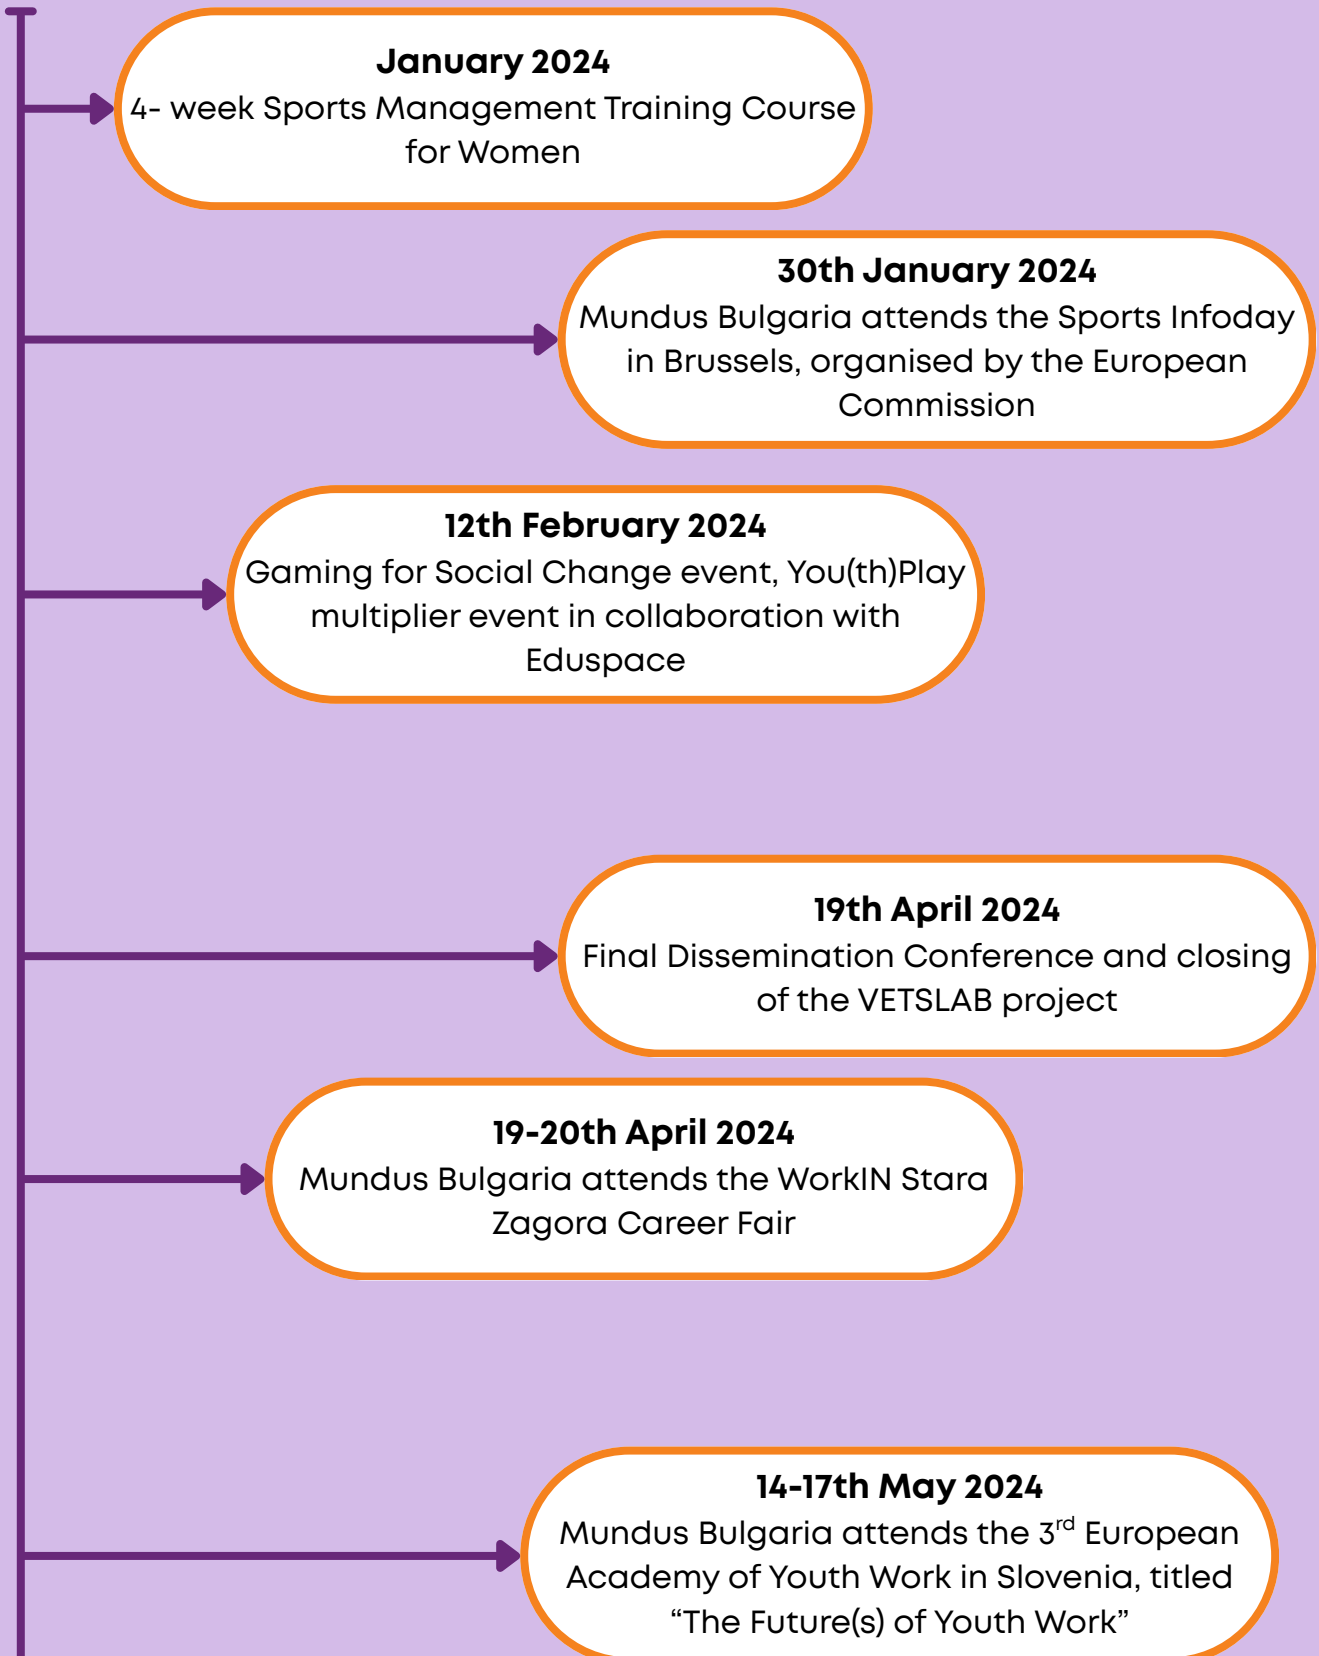 January 2024
4- week Sports Management Training Course
for Women
30th January 2024
Mundus Bulgaria attends the Sports Infoday
in Brussels, organised by the European
Commission
12th February 2024
Gaming for Social Change event, You(th)Play
multiplier event in collaboration with
Eduspace
19th April 2024
Final Dissemination Conference and closing
of the VETSLAB project
19-20th April 2024
Mundus Bulgaria attends the WorkIN Stara
Zagora Career Fair
14-17th May 2024
Mundus Bulgaria attends the 3rd European
Academy of Youth Work in Slovenia, titled
“The Future(s) of Youth Work”